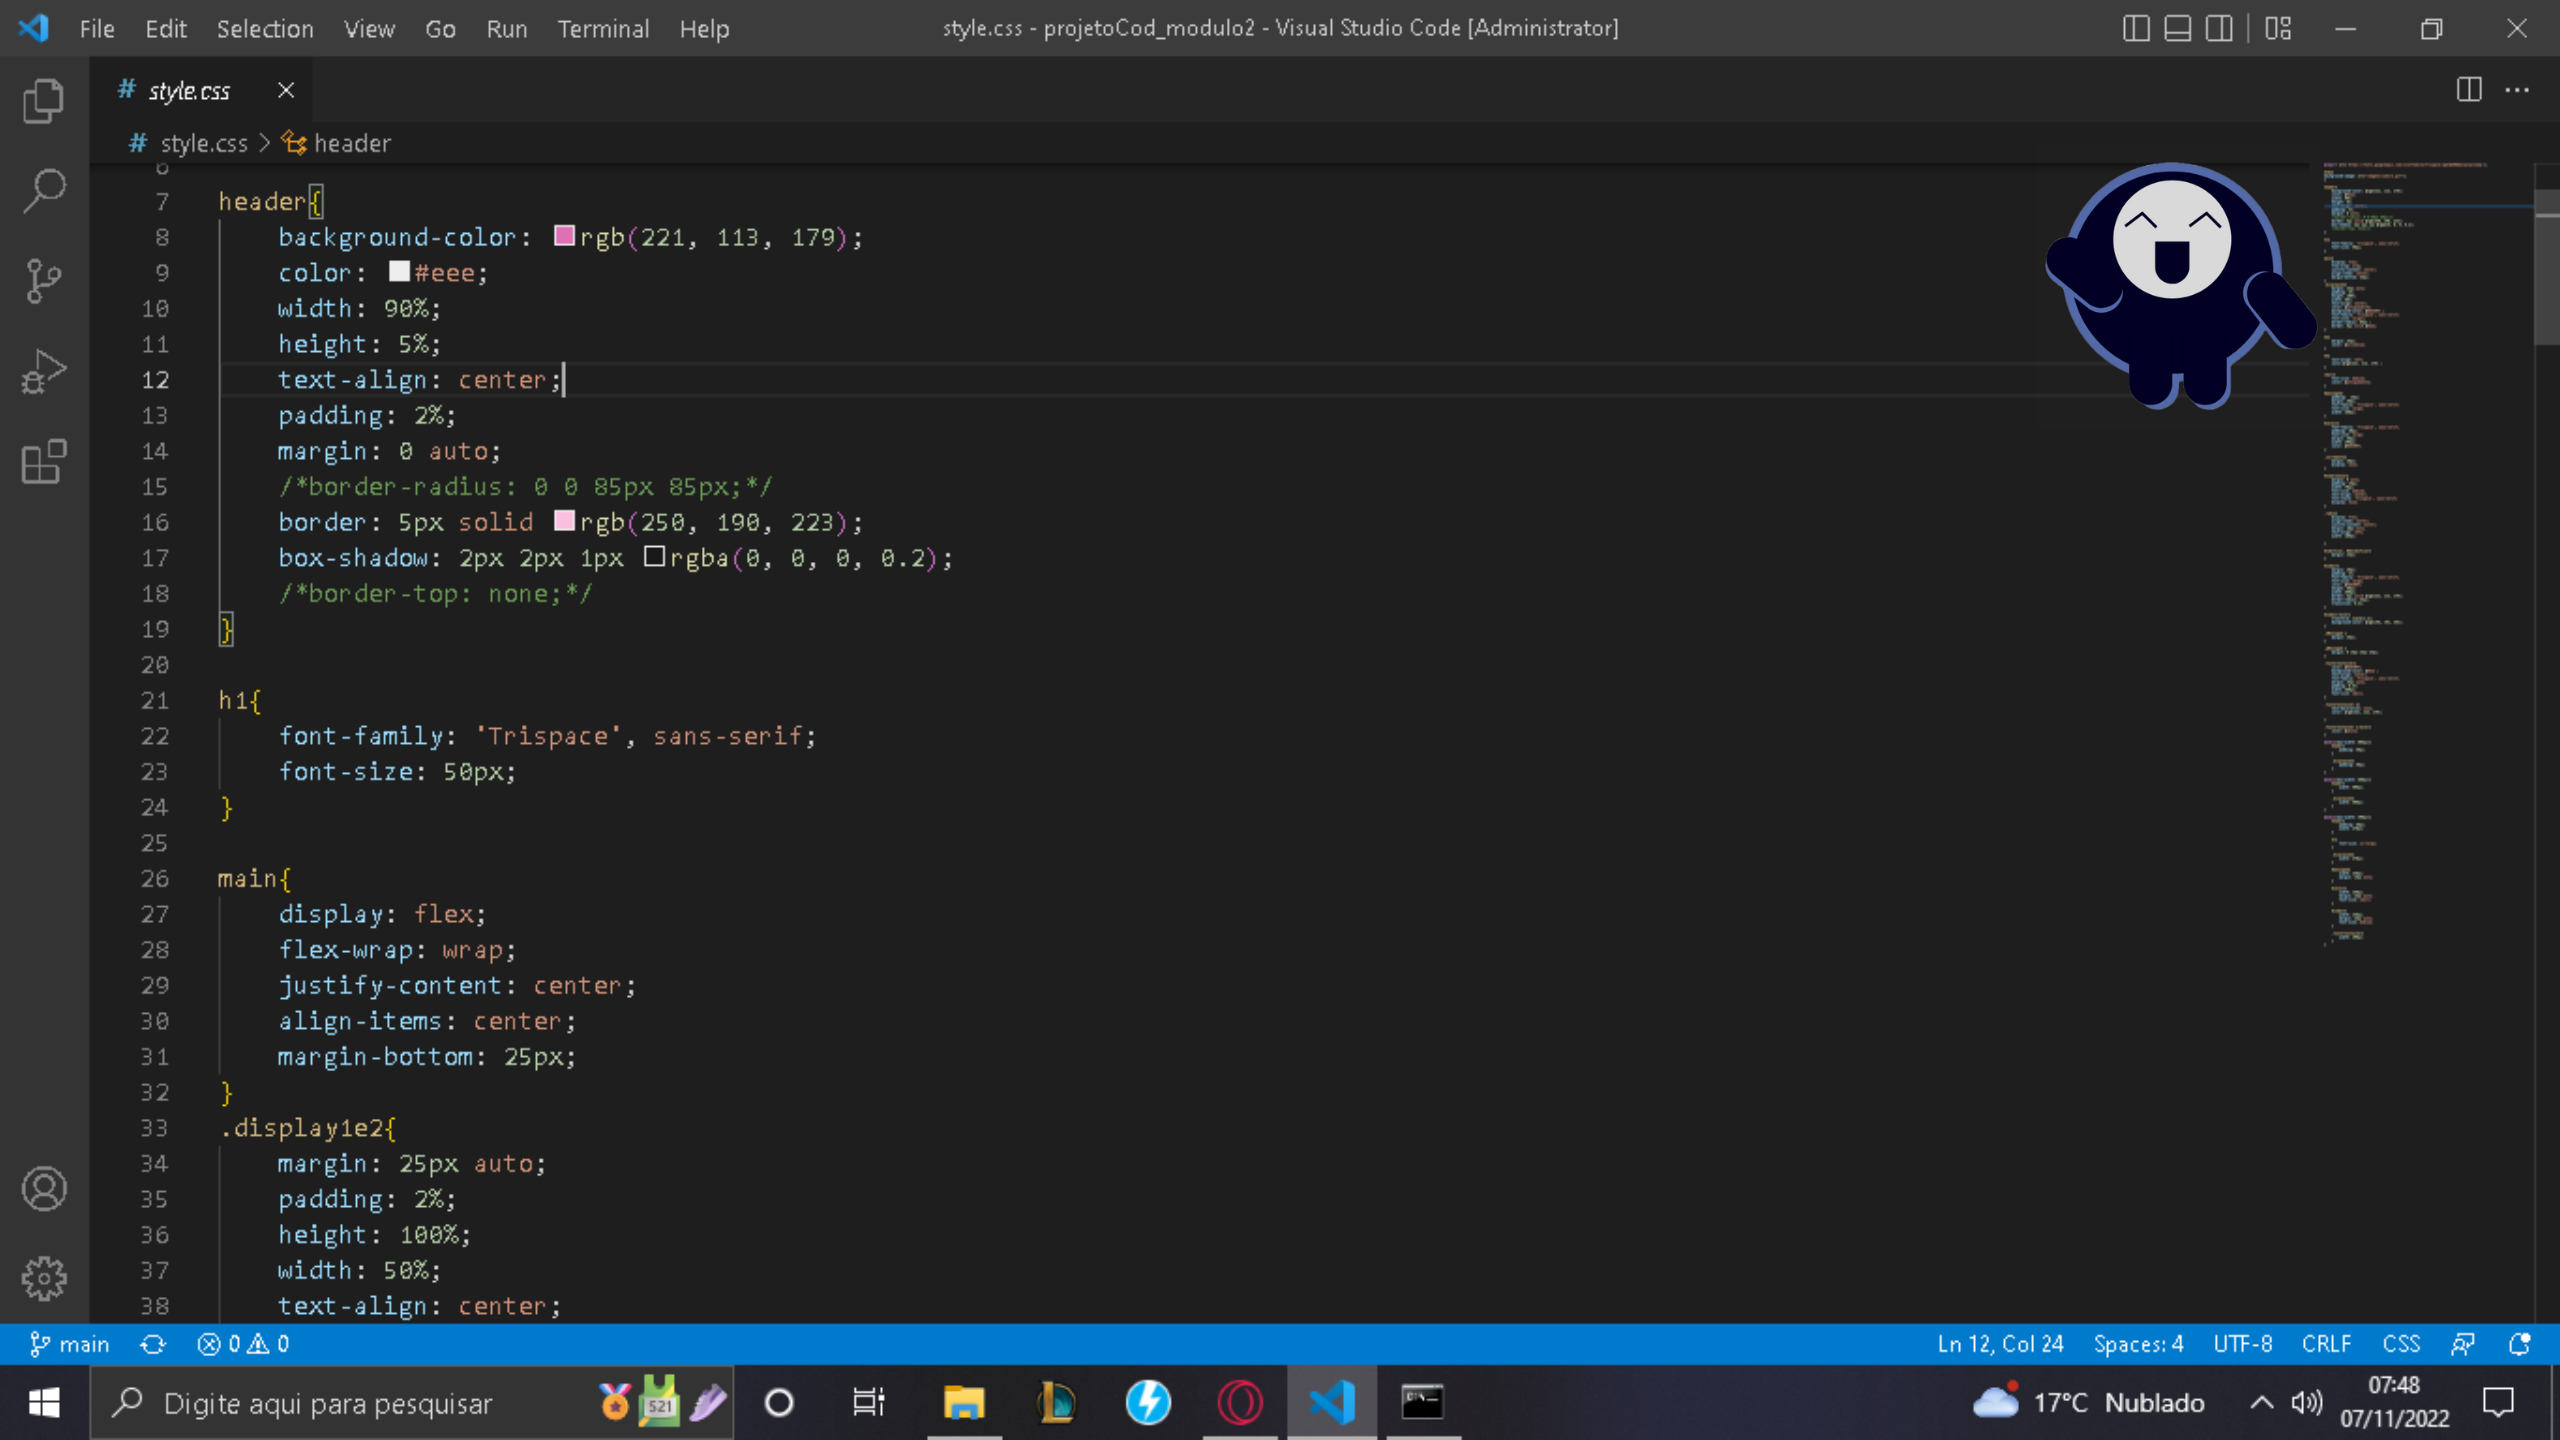 File Edit Selection View Go Run Terminal Help
style.css - projetoCod_modulo2 - Visual Studio Code [Administrator]
# style.css
# style.css > header
6
7 header{
8 background-color: rgb(221, 113, 179);
9 color: #eee;
10 width: 90%;
11 height: 5%;
12 text-align: center;
13 padding: 2%;
14 margin: 0 auto;
15 /*border-radius: 0 0 85px 85px;*/
16 border: 5px solid rgb(250, 190, 223);
17 box-shadow: 2px 2px 1px rgba(0, 0, 0, 0.2);
18 /*border-top: none;*/
19 }
20
21 h1{
22 font-family: 'Trispace', sans-serif;
23 font-size: 50px;
24 }
25
26 main{
27 display: flex;
28 flex-wrap: wrap;
29 justify-content: center;
30 align-items: center;
31 margin-bottom: 25px;
32 }
33 .display1e2{
34 margin: 25px auto;
35 padding: 2%;
36 height: 100%;
37 width: 50%;
38 text-align: center;
main 0 0 Ln 12, Col 24 Spaces: 4 UTF-8 CRLF CSS
Digite aqui para pesquisar 521 17°C Nublado 07:48
07/11/2022